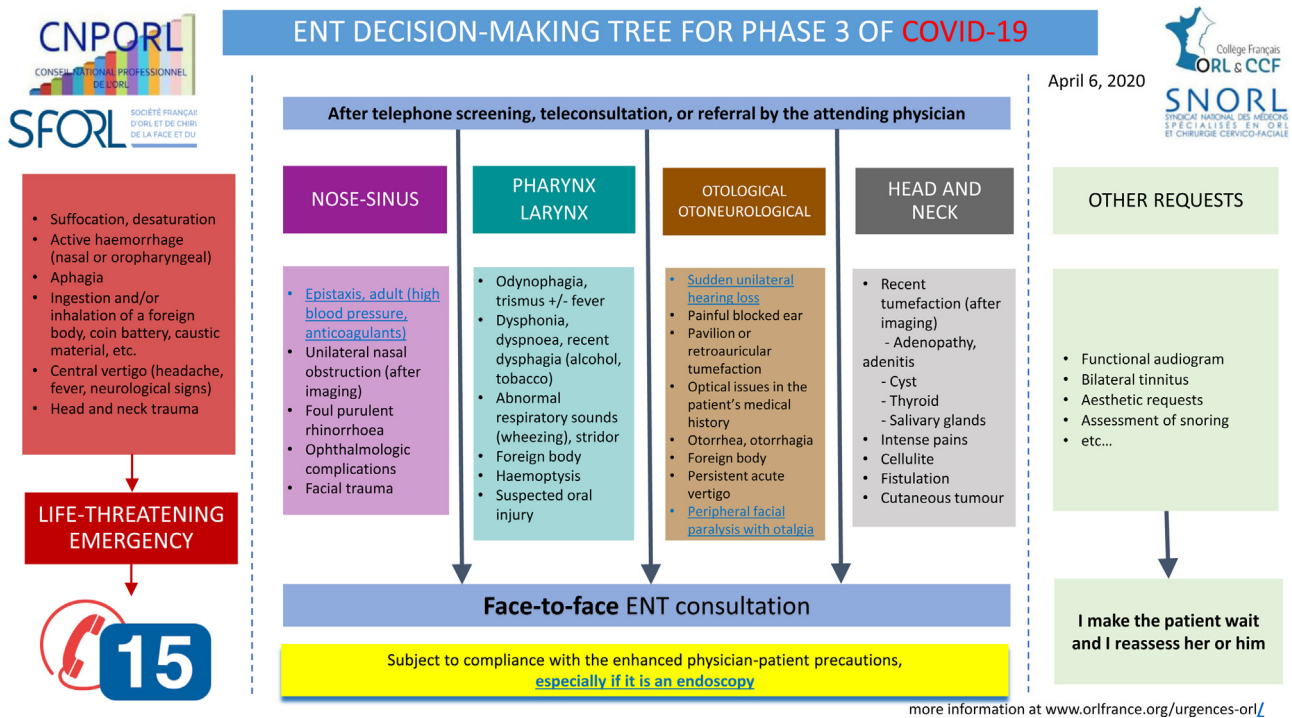 CNPORL
CONSEIL NATIONAL PROFESSIONNEL
DE L'ORL
SFORL
SOCIÉTÉ FRANÇAI
D'ORL ET DE CHIRU
DE LA FACE ET DU
ENT DECISION-MAKING TREE FOR PHASE 3 OF COVID-19
Collège Français
ORL & CCF
April 6, 2020
SNORL
SYNDICAT NATIONAL DES MÉDECINS
SPÉCIALISÉS EN ORL
ET CHIRURGIE CERVICO-FACIALE
After telephone screening, teleconsultation, or referral by the attending physician
• Suffocation, desaturation
• Active haemorrhage
(nasal or oropharyngeal)
• Aphagia
• Ingestion and/or
inhalation of a foreign
body, coin battery, caustic
material, etc.
• Central vertigo (headache,
fever, neurological signs)
• Head and neck trauma
LIFE-THREATENING
EMERGENCY
15
NOSE-SINUS
• Epistaxis, adult (high
blood pressure,
anticoagulants)
• Unilateral nasal
obstruction (after
imaging)
• Foul purulent
rhinorrhoea
• Ophthalmologic
complications
• Facial trauma
PHARYNX
LARYNX
• Odynophagia,
trismus +/- fever
• Dysphonia,
dyspnoea, recent
dysphagia (alcohol,
tobacco)
• Abnormal
respiratory sounds
(wheezing), stridor
• Foreign body
• Haemoptysis
• Suspected oral
injury
OTOLOGICAL
OTONEUROLOGICAL
• Sudden unilateral
hearing loss
• Painful blocked ear
• Pavilion or
retroauricular
tumefaction
• Optical issues in the
patient's medical
history
• Otorrhea, otorrhagia
• Foreign body
• Persistent acute
vertigo
• Peripheral facial
paralysis with otalgia
HEAD AND
NECK
• Recent
tumefaction (after
imaging)
- Adenopathy,
adenitis
- Cyst
- Thyroid
- Salivary glands
• Intense pains
• Cellulite
• Fistulation
• Cutaneous tumour
Face-to-face ENT consultation
Subject to compliance with the enhanced physician-patient precautions,
especially if it is an endoscopy
OTHER REQUESTS
• Functional audiogram
• Bilateral tinnitus
• Aesthetic requests
• Assessment of snoring
• etc...
I make the patient wait
and I reassess her or him
more information at www.orlfrance.org/urgences-orl/